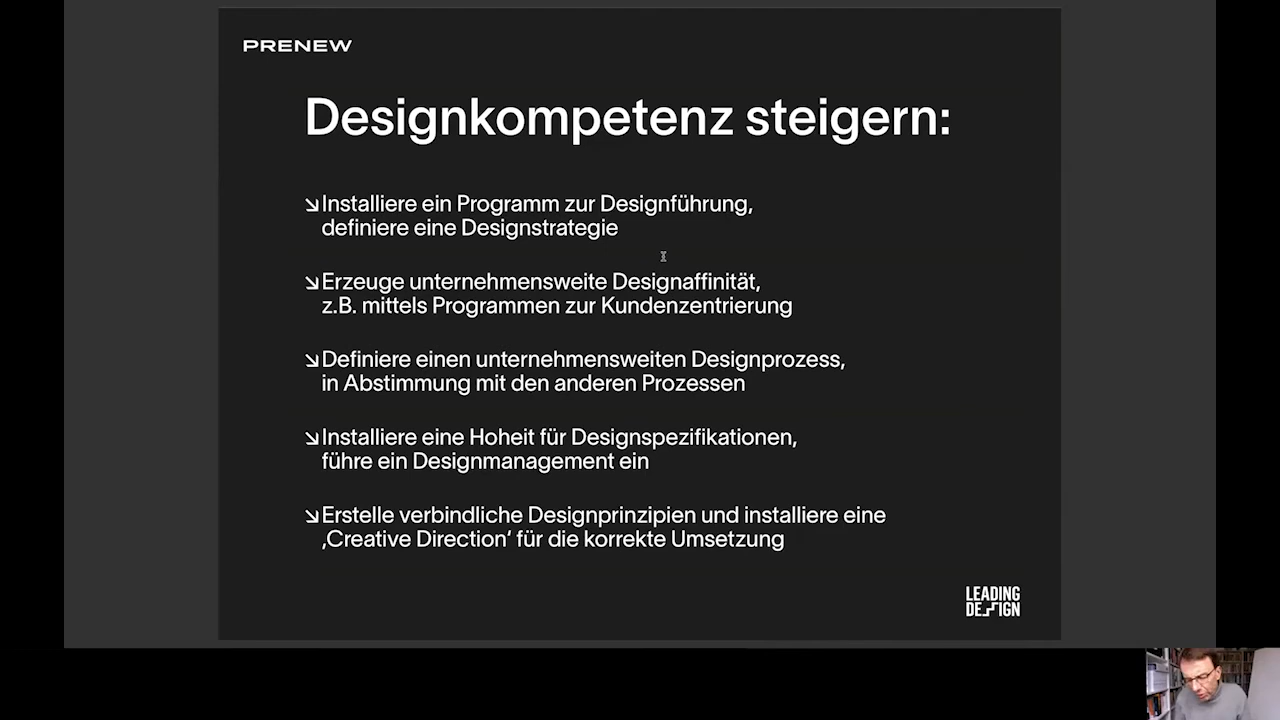 PRENEW
Designkompetenz steigern:
↘Installiere ein Programm zur Designführung,
definiere eine Designstrategie
↘Erzeuge unternehmensweite Designaffinität,
z.B. mittels Programmen zur Kundenzentrierung
↘Definiere einen unternehmensweiten Designprozess,
in Abstimmung mit den anderen Prozessen
↘Installiere eine Hoheit für Designspezifikationen,
führe ein Designmanagement ein
↘Erstelle verbindliche Designprinzipien und installiere eine
‚Creative Direction‘ für die korrekte Umsetzung
LEADING
DESIGN